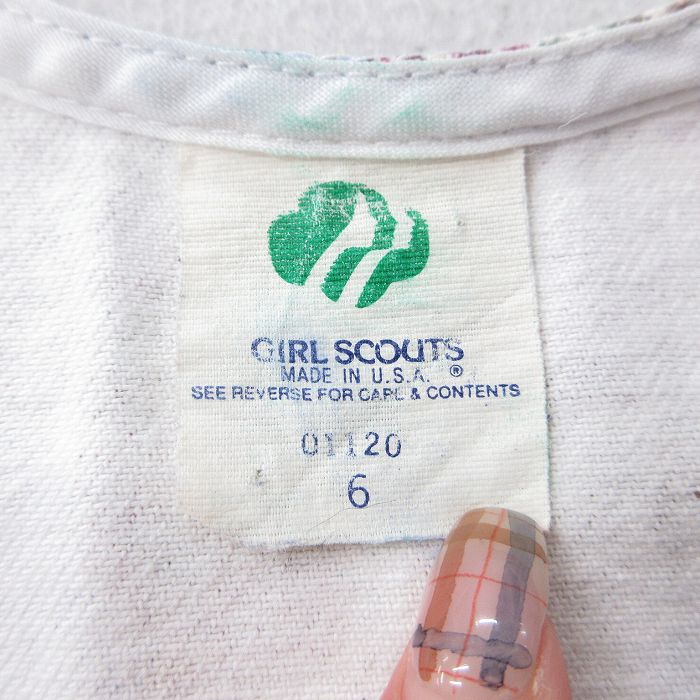 GIRL SCOUTS
MADE IN U.S.A. ®
SEE REVERSE FOR CARE & CONTENTS
01120
6